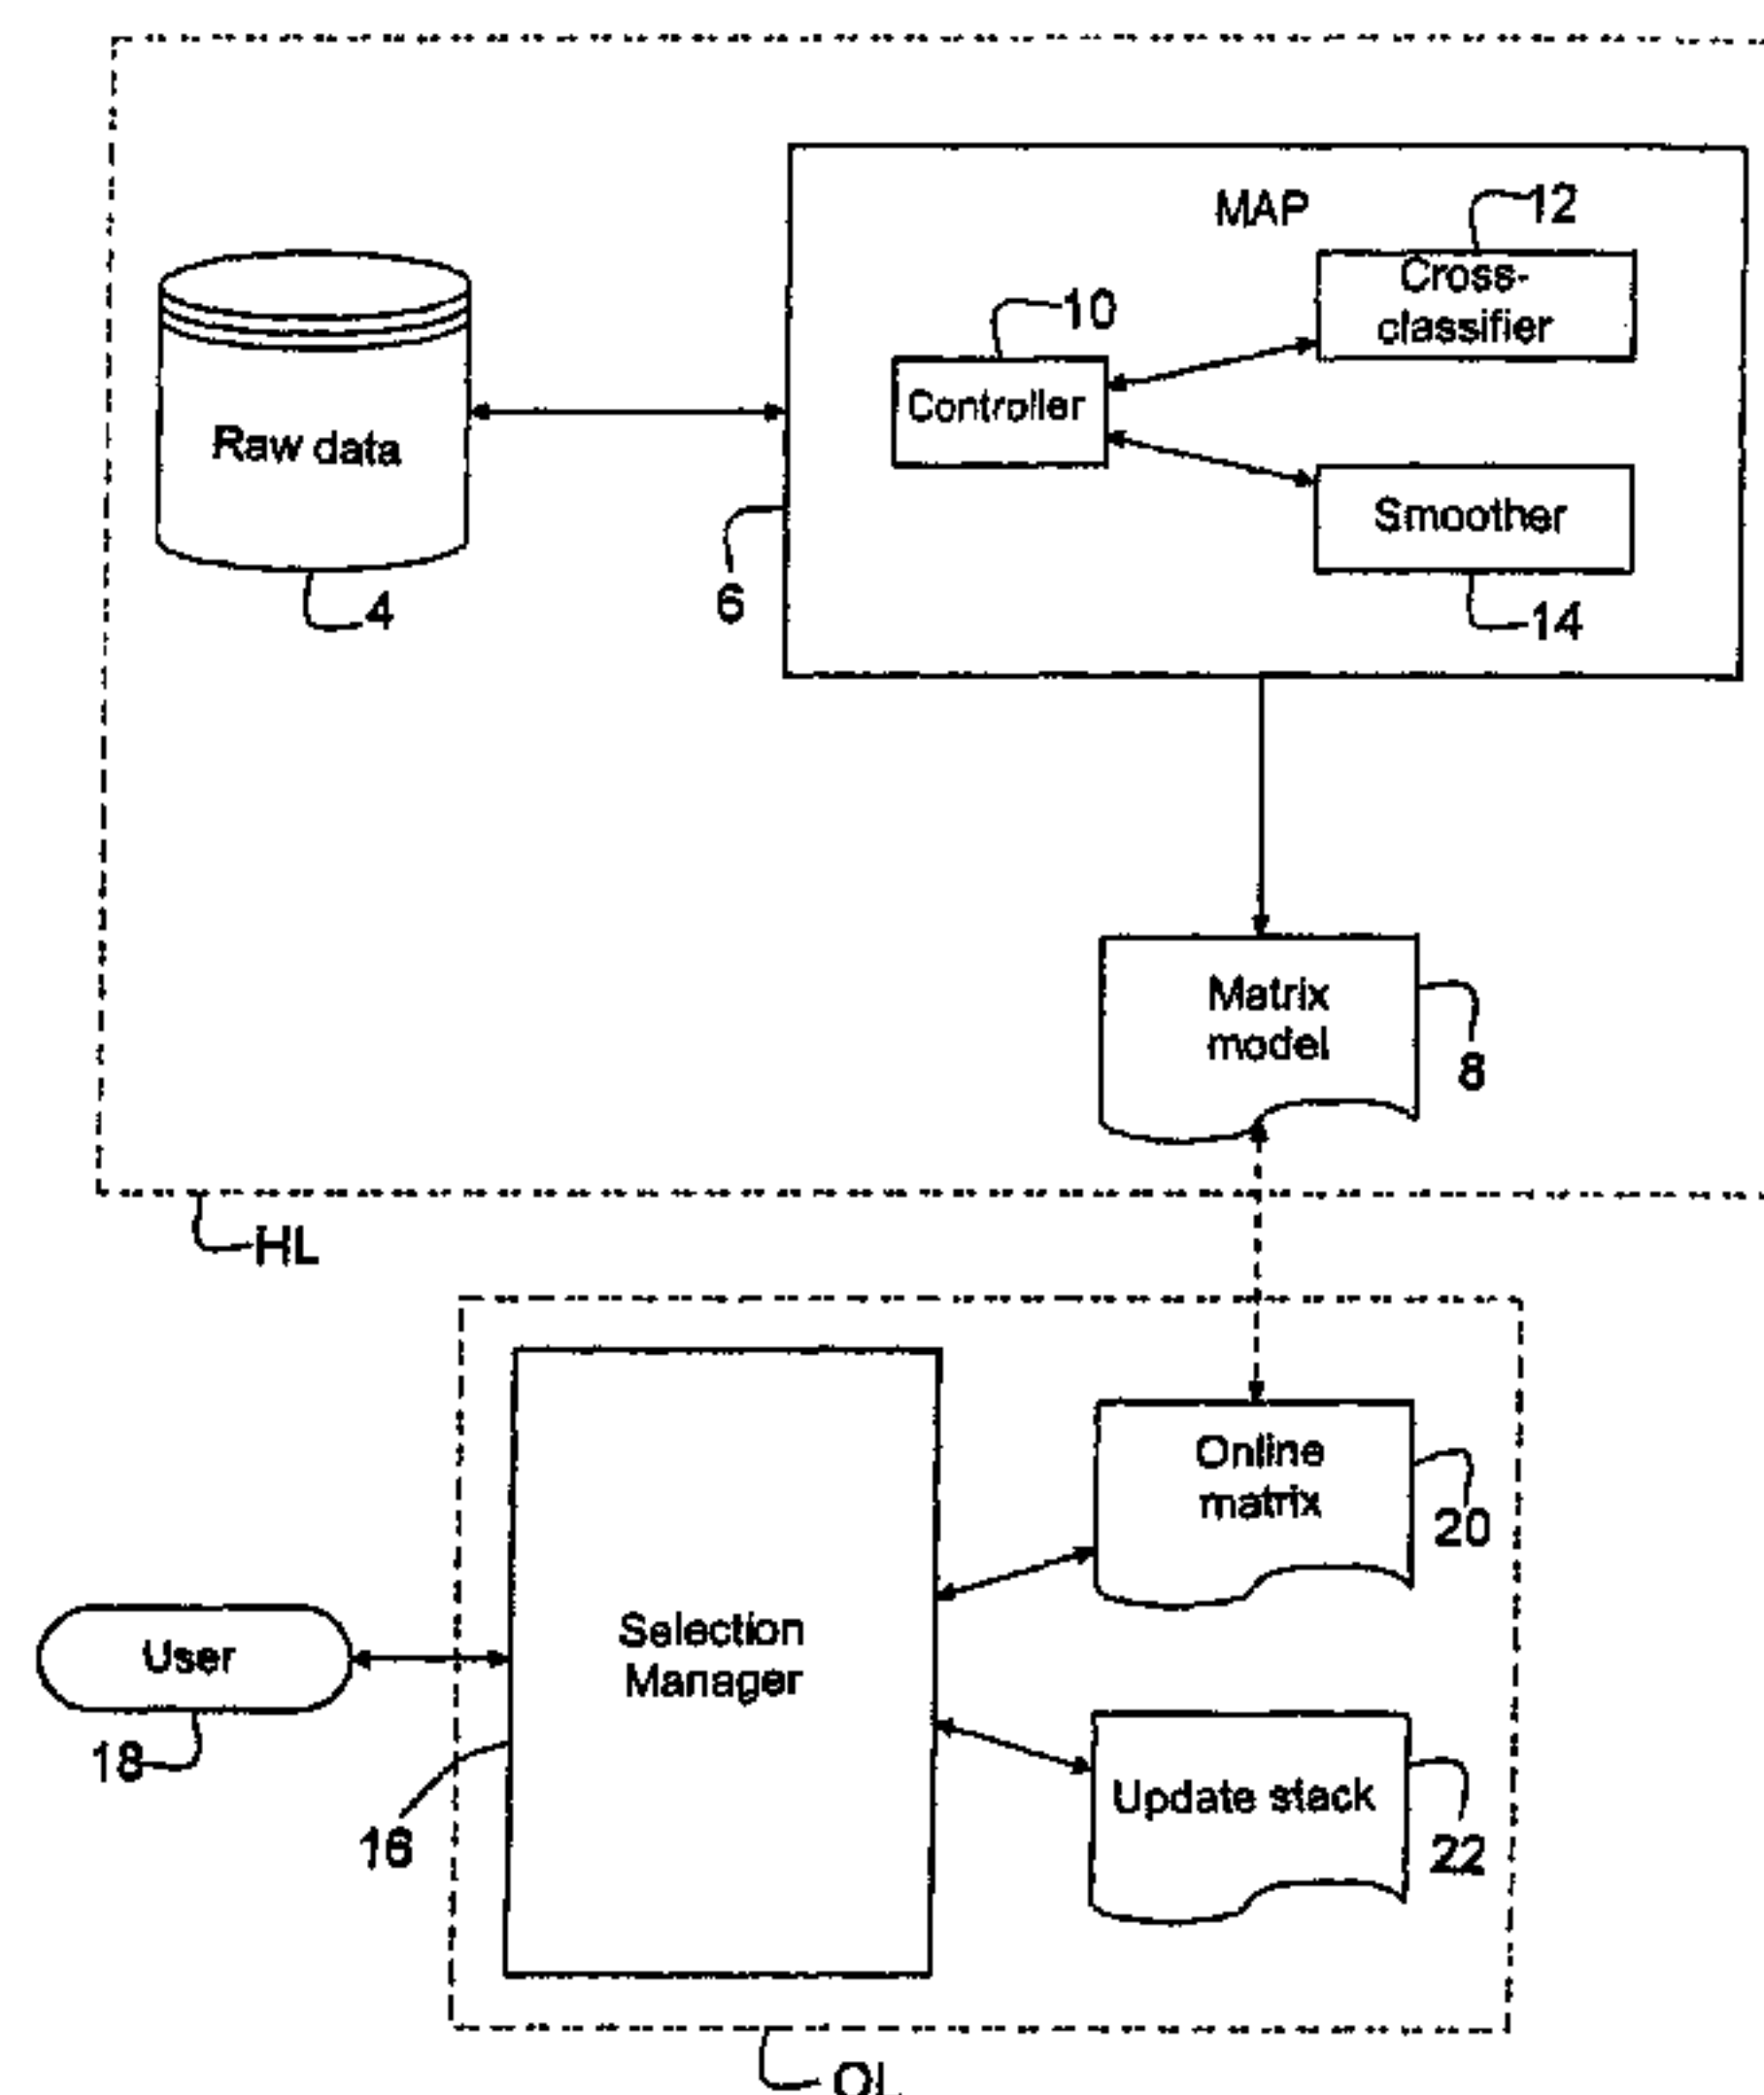 MAP
12
Cross-
classifier
10
Controller
Raw data
Smoother
6
4
14
Matrix
model
8
HL
Online
matrix
20
Selection
Manager
User
18
Update stack
16
22
OL